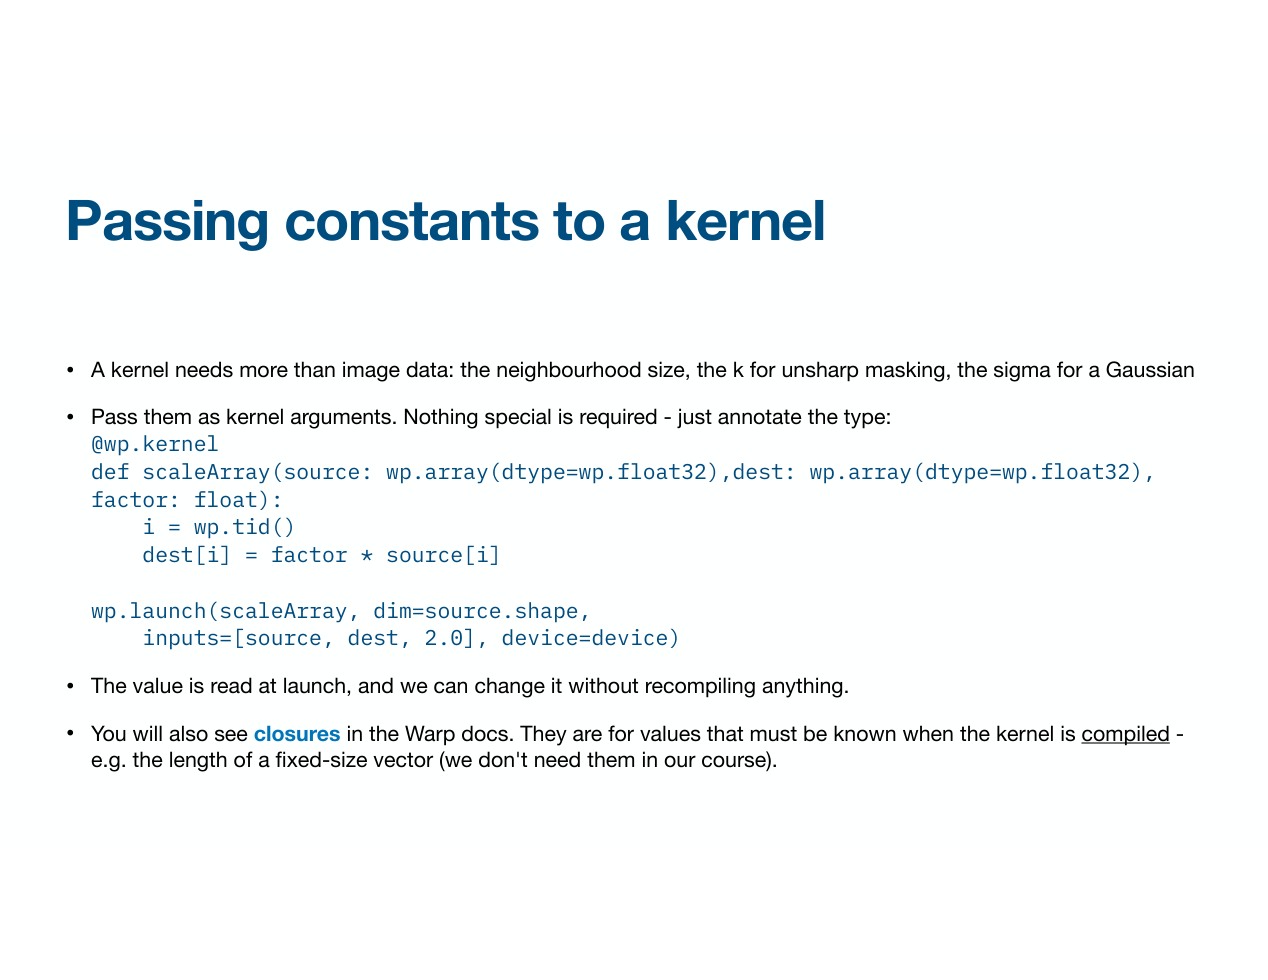 Passing constants to a kernel
• A kernel needs more than image data: the neighbourhood size, the k for unsharp masking, the sigma for a Gaussian
• Pass them as kernel arguments. Nothing special is required - just annotate the type:
@wp.kernel
def scaleArray(source: wp.array(dtype=wp.float32),dest: wp.array(dtype=wp.float32),
factor: float):
    i = wp.tid()
    dest[i] = factor * source[i]

wp.launch(scaleArray, dim=source.shape,
    inputs=[source, dest, 2.0], device=device)
• The value is read at launch, and we can change it without recompiling anything.
• You will also see closures in the Warp docs. They are for values that must be known when the kernel is compiled -
e.g. the length of a fixed-size vector (we don't need them in our course).